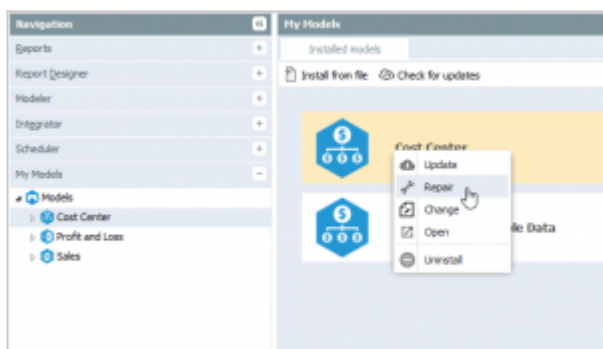 Navigation
Reports
Report Designer
Modeler
Integrator
Scheduler
My Models
Models
Cost Center
Profit and Loss
Sales
My Models
Installed models
Install from file
Check for updates
Cost Center
Update
Repair
Change
Open
Uninstall
le Data